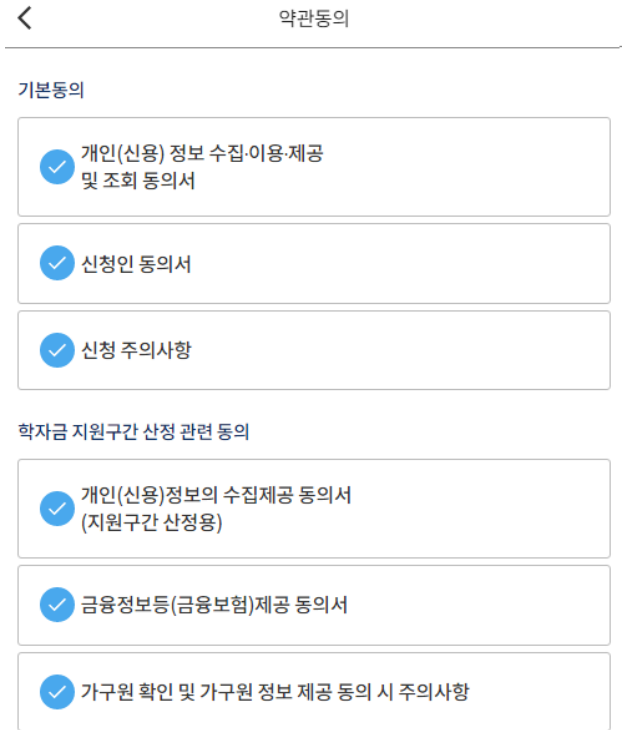 약관동의
기본동의
개인(신용) 정보 수집·이용·제공
및 조회 동의서
신청인 동의서
신청 주의사항
학자금 지원구간 산정 관련 동의
개인(신용)정보의 수집제공 동의서
(지원구간 산정용)
금융정보등(금융보험)제공 동의서
가구원 확인 및 가구원 정보 제공 동의 시 주의사항